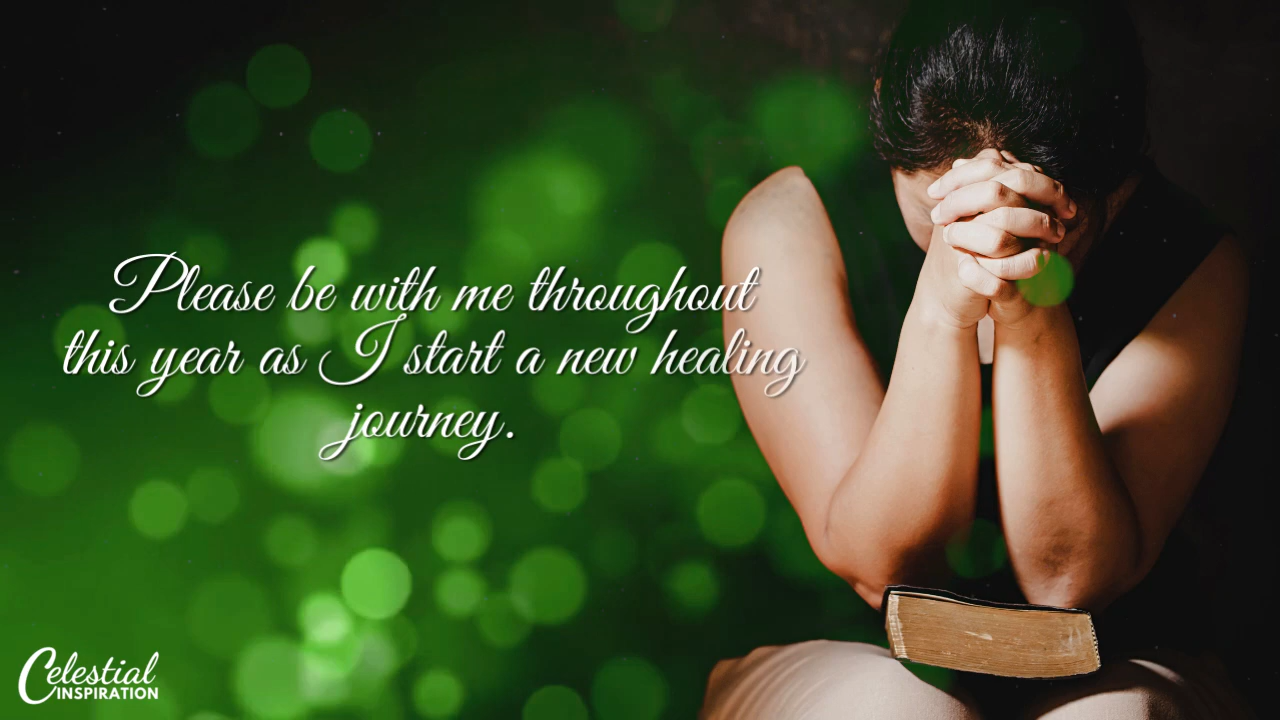 Please be with me throughout
this year as I start a new healing
journey.
Celestial
INSPIRATION